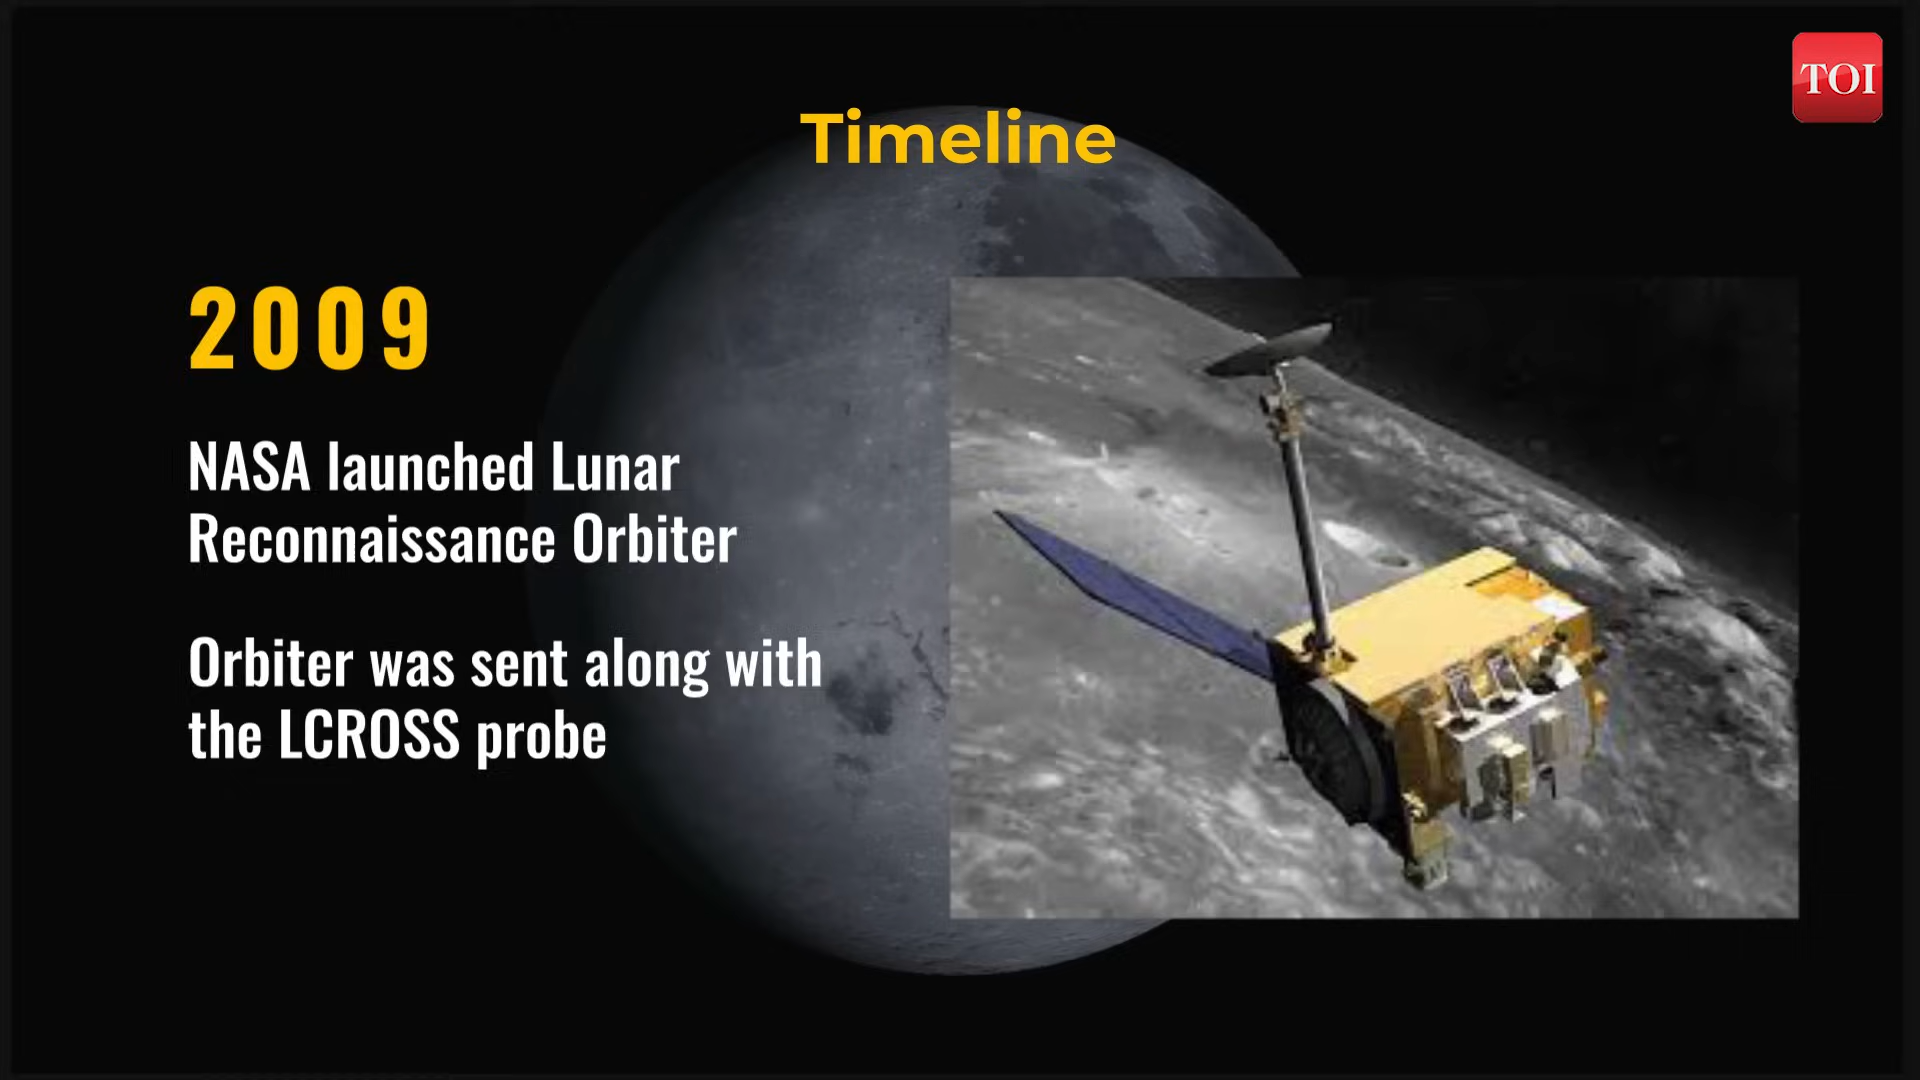 TOI
Timeline
2009
NASA launched Lunar
Reconnaissance Orbiter
Orbiter was sent along with
the LCROSS probe